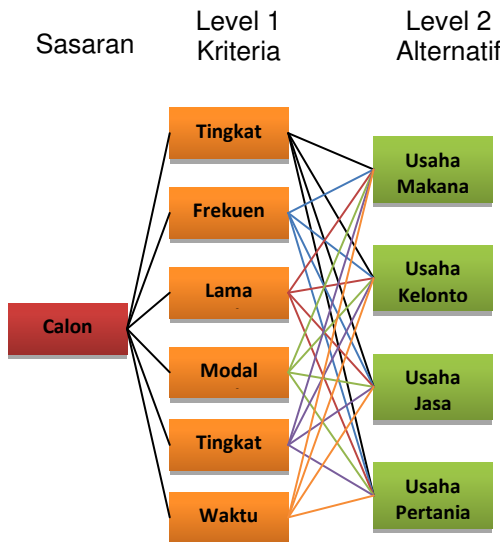 Sasaran
Level 1
Kriteria
Level 2
Alternatif
Calon
Tingkat
Frekuen
Lama
Modal
Tingkat
Waktu
Usaha
Makana
Usaha
Kelonto
Usaha
Jasa
Usaha
Pertania